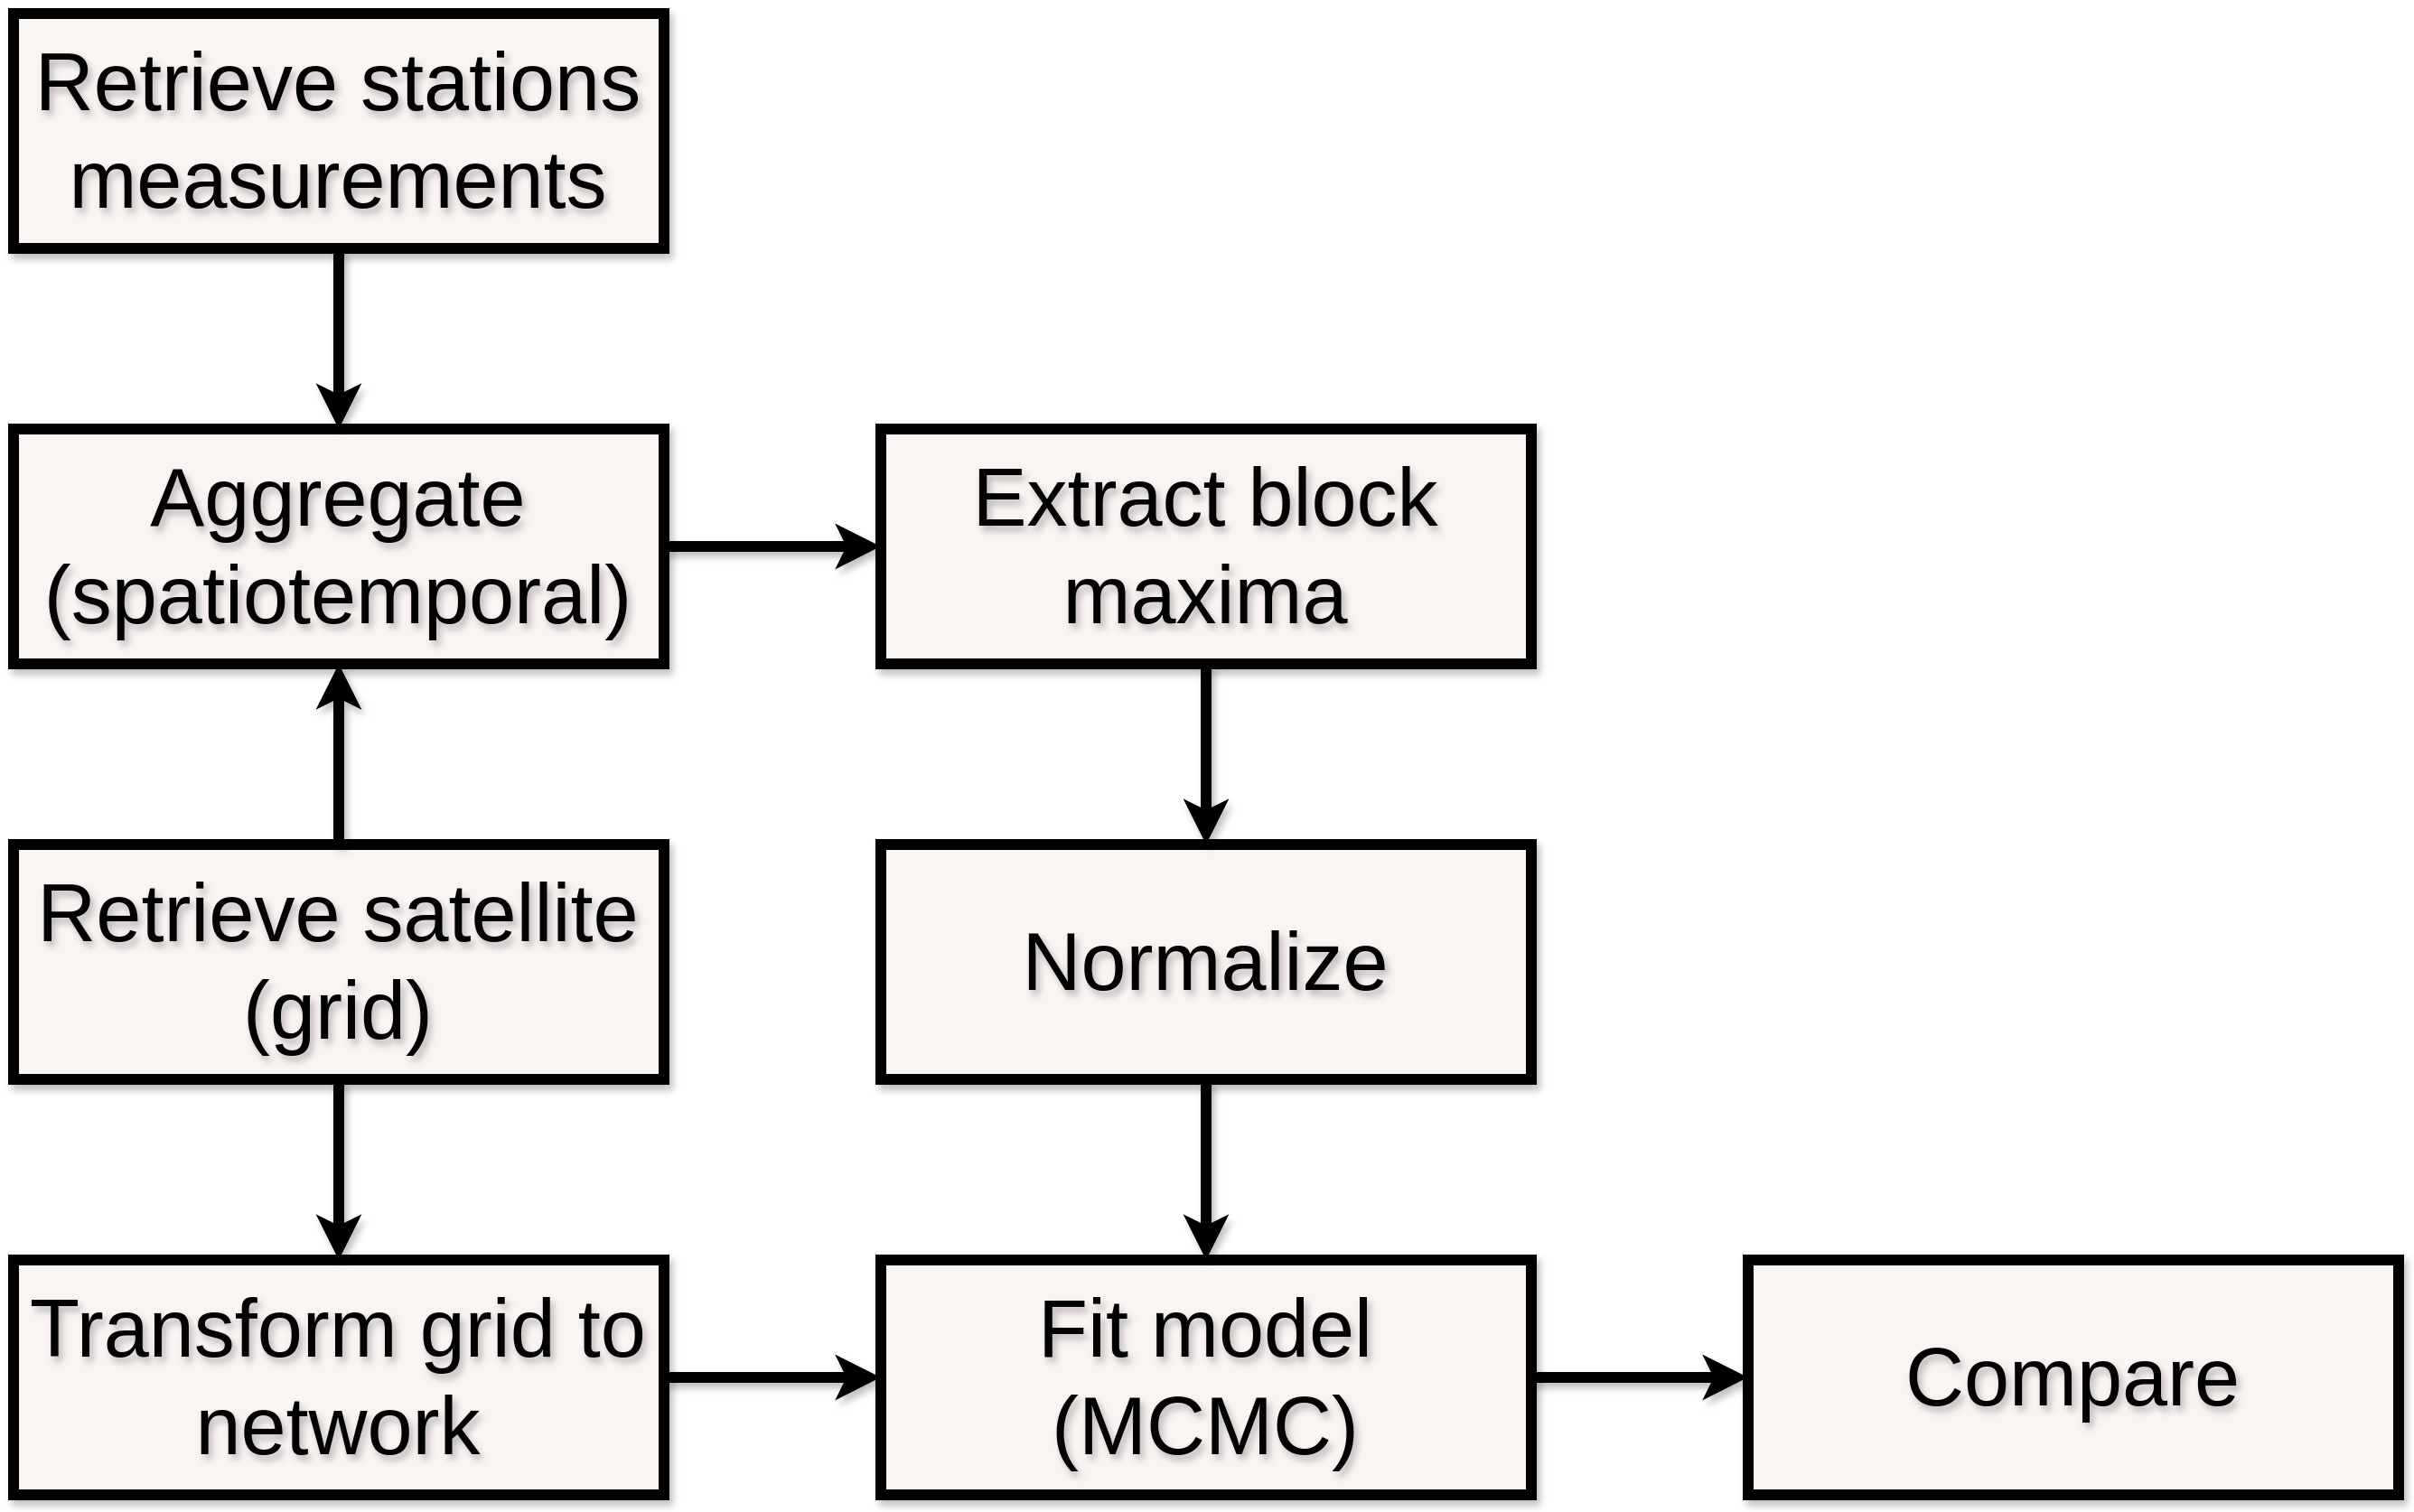 Retrieve stations
measurements
Aggregate
(spatiotemporal)
Extract block
maxima
Retrieve satellite
(grid)
Normalize
Transform grid to
network
Fit model
(MCMC)
Compare